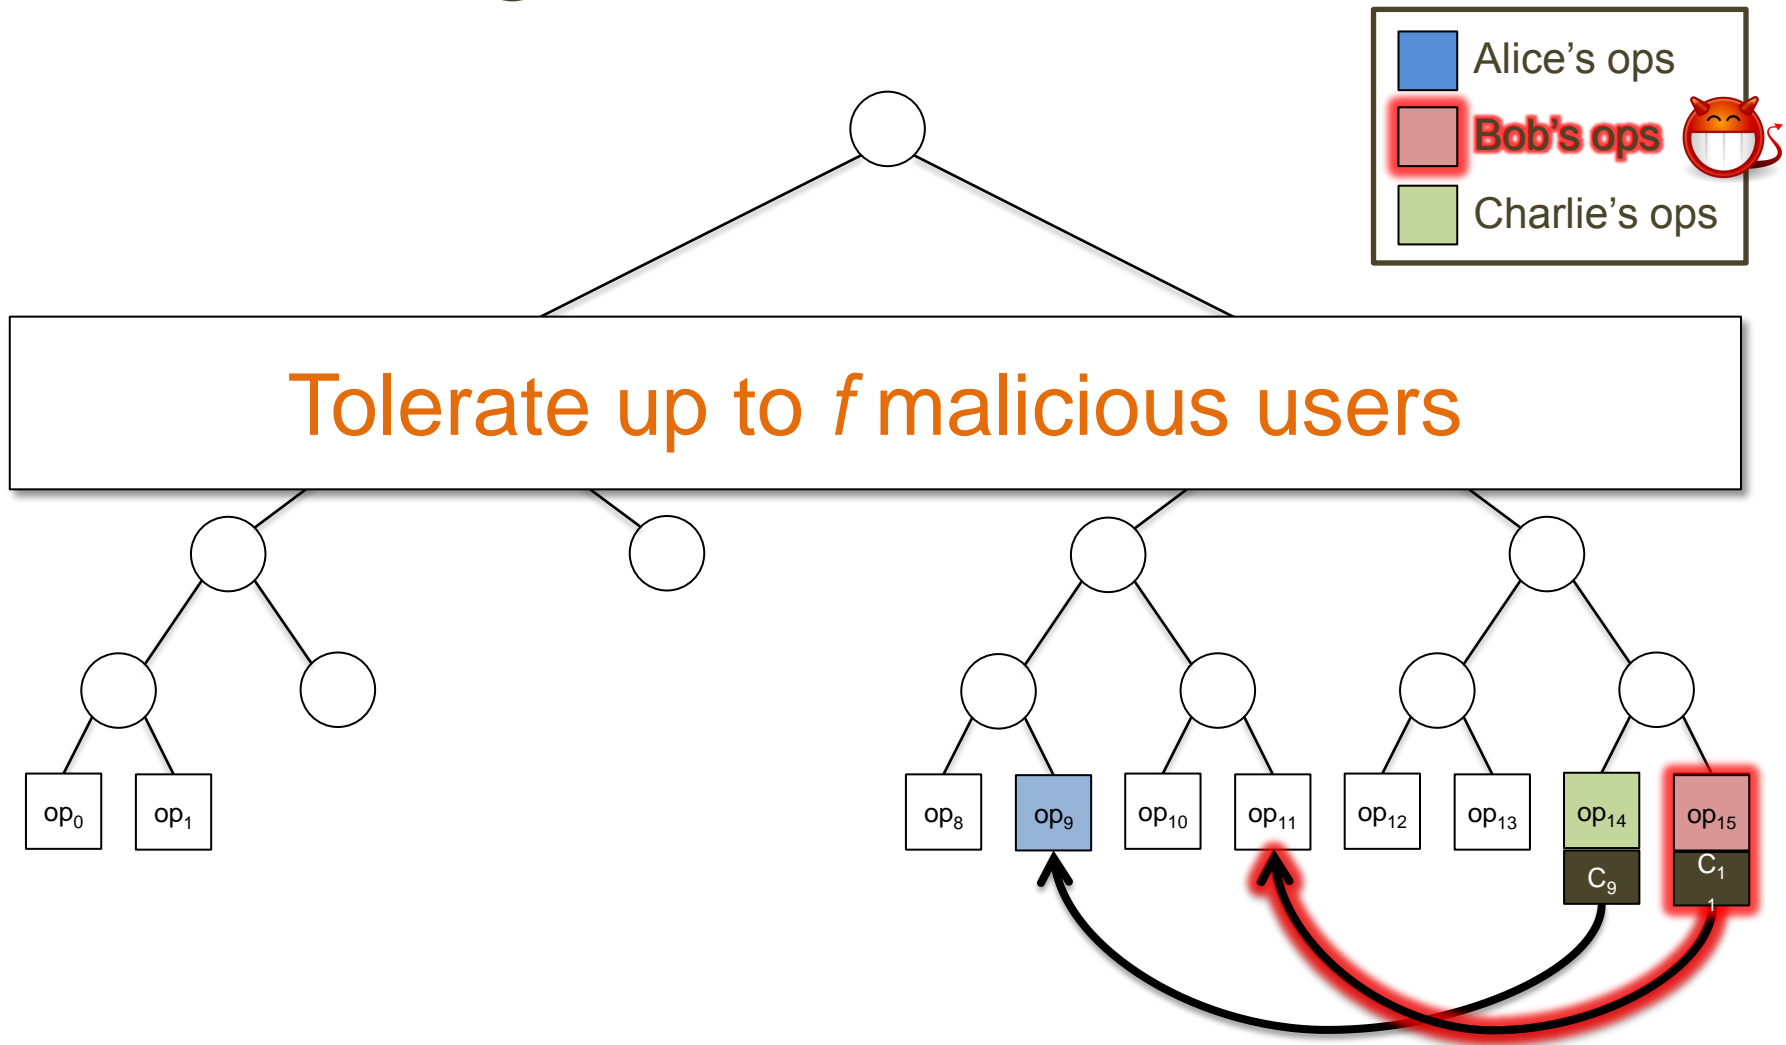 Alice’s ops
Bob’s ops
Charlie’s ops
Tolerate up to f malicious users
op0
op1
op8
op9
op10
op11
op12
op13
op14
op15
C9
C1
1